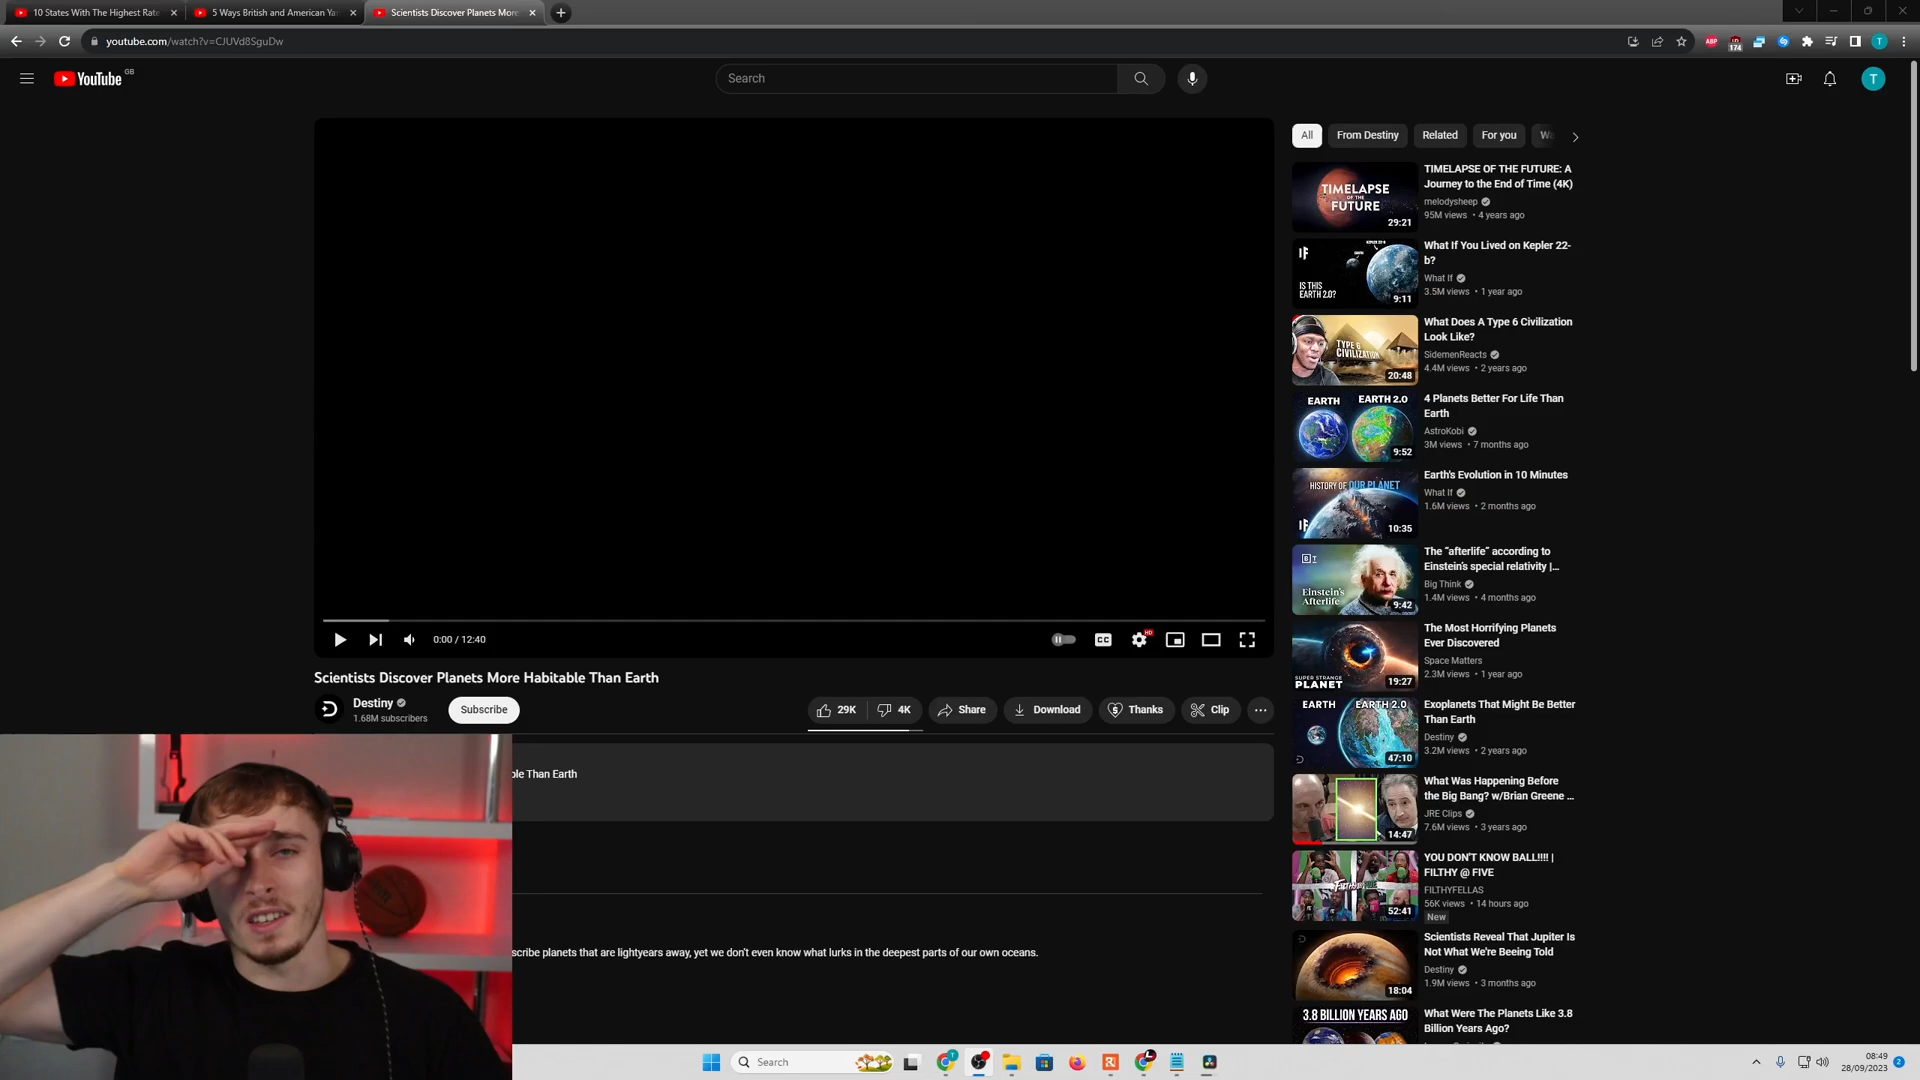 10 States With The Highest Rate
5 Ways British and American Ya
Scientists Discover Planets More
youtube.com/watch?v=CJUVd8SguDw
ABP
174
T
YouTube GB
Search
T
All
From Destiny
Related
For you
TIMELAPSE
OF THE
FUTURE
29:21
TIMELAPSE OF THE FUTURE: A
Journey to the End of Time (4K)
melodysheep
95M views • 4 years ago
IS THIS
EARTH 2.0?
9:11
What If You Lived on Kepler 22-
b?
What If
3.5M views • 1 year ago
TYPE 6
CIVILIZATION
20:48
What Does A Type 6 Civilization
Look Like?
SidemenReacts
4.4M views • 2 years ago
EARTH
EARTH 2.0
9:52
4 Planets Better For Life Than
Earth
AstroKobi
3M views • 7 months ago
HISTORY OF OUR PLANET
10:35
Earth's Evolution in 10 Minutes
What If
1.6M views • 2 months ago
Einstein's
Afterlife
9:42
The “afterlife” according to
Einstein’s special relativity |...
Big Think
1.4M views • 4 months ago
SUPER STRANGE
PLANET
19:27
The Most Horrifying Planets
Ever Discovered
Space Matters
2.3M views • 1 year ago
EARTH
EARTH 2.0
47:10
Exoplanets That Might Be Better
Than Earth
Destiny
3.2M views • 2 years ago
14:47
What Was Happening Before
the Big Bang? w/Brian Greene ...
JRE Clips
7.6M views • 3 years ago
52:41
YOU DON'T KNOW BALL!!!! |
FILTHY @ FIVE
FILTHYFELLAS
56K views • 14 hours ago
New
18:04
Scientists Reveal That Jupiter Is
Not What We're Beeing Told
Destiny
1.9M views • 3 months ago
3.8 BILLION YEARS AGO
What Were The Planets Like 3.8
Billion Years Ago?
0:00 / 12:40
CC
HD
Scientists Discover Planets More Habitable Than Earth
Destiny
1.68M subscribers
Subscribe
29K
4K
Share
Download
Thanks
Clip
ble Than Earth
scribe planets that are lightyears away, yet we don't even know what lurks in the deepest parts of our own oceans.
Search
08:49
28/09/2023
2